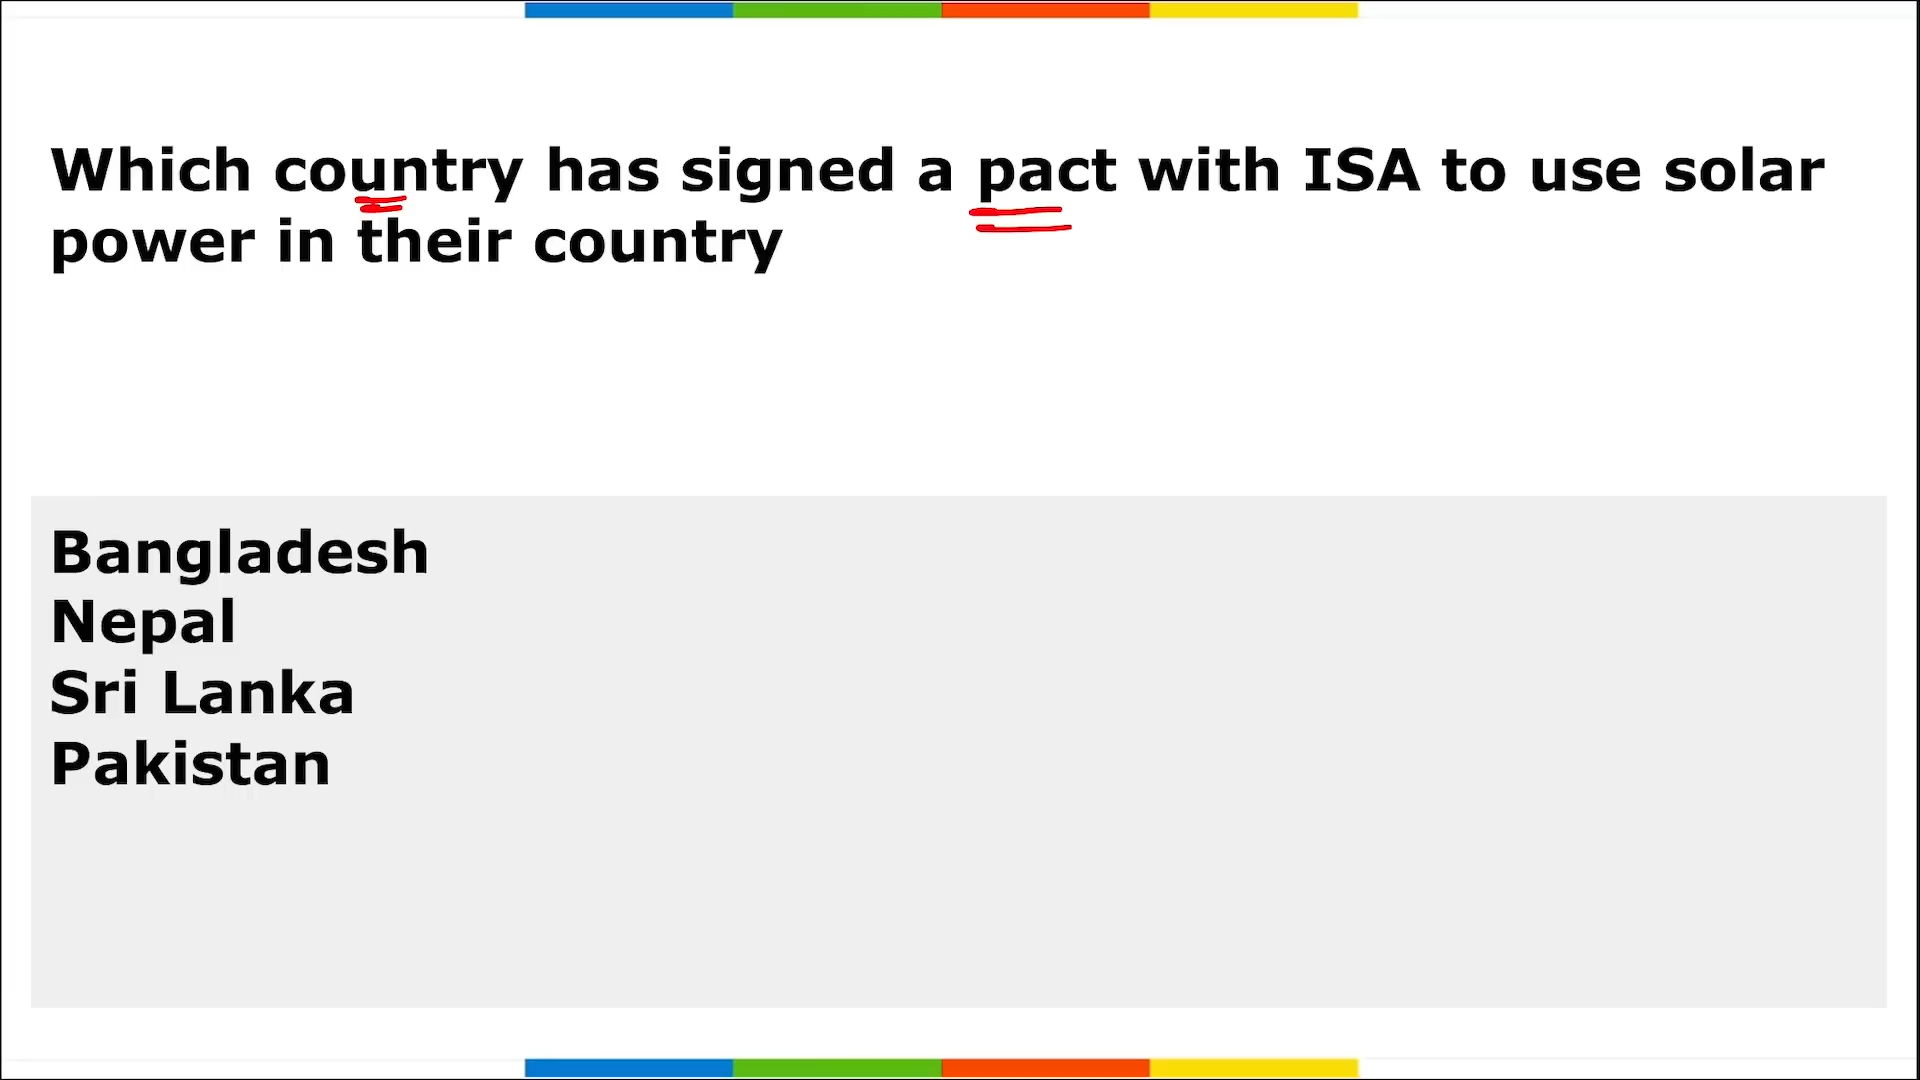 Which country has signed a pact with ISA to use solar
power in their country
Bangladesh
Nepal
Sri Lanka
Pakistan